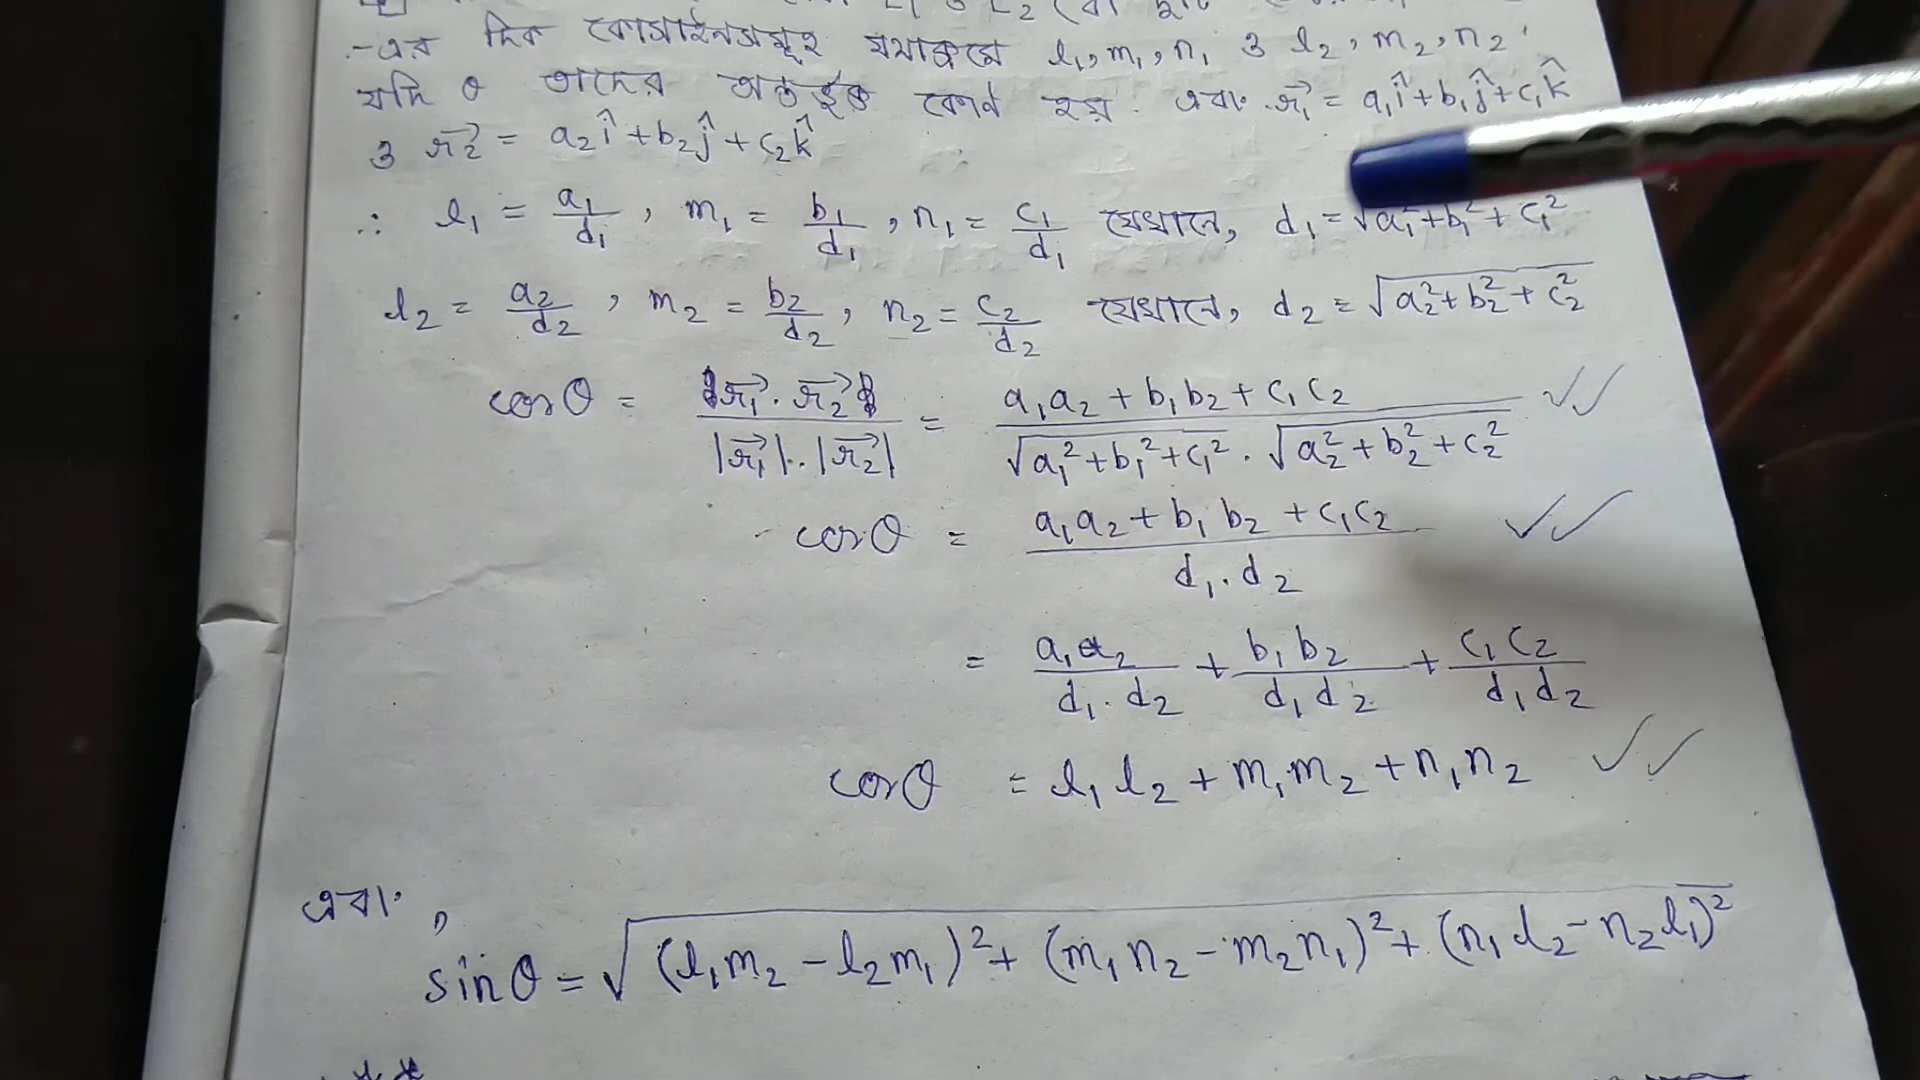 L₁ ও L₂
-এর দিক কোসাইনসমূহ যথাক্রমে l₁, m₁, n₁ ও l₂, m₂, n₂
যদি θ তাদের অন্তর্ভুক্ত কোণ হয় এবং r₁⃗ = a₁î + b₁ĵ + c₁k̂
ও r₂⃗ = a₂î + b₂ĵ + c₂k̂
∴ l₁ = a₁/d₁, m₁ = b₁/d₁, n₁ = c₁/d₁ যেখানে, d₁ = √(a₁² + b₁² + c₁²)
l₂ = a₂/d₂, m₂ = b₂/d₂, n₂ = c₂/d₂ যেখানে, d₂ = √(a₂² + b₂² + c₂²)
cosθ = (r₁⃗ . r₂⃗)/(|r₁⃗| . |r₂⃗|) = (a₁a₂ + b₁b₂ + c₁c₂)/(√(a₁² + b₁² + c₁²) . √(a₂² + b₂² + c₂²))
cosθ = (a₁a₂ + b₁b₂ + c₁c₂)/(d₁ . d₂)
= a₁a₂/(d₁ . d₂) + b₁b₂/(d₁d₂) + c₁c₂/(d₁d₂)
cosθ = l₁l₂ + m₁m₂ + n₁n₂
এবং,
sinθ = √((l₁m₂ - l₂m₁)² + (m₁n₂ - m₂n₁)² + (n₁l₂ - n₂l₁)²)